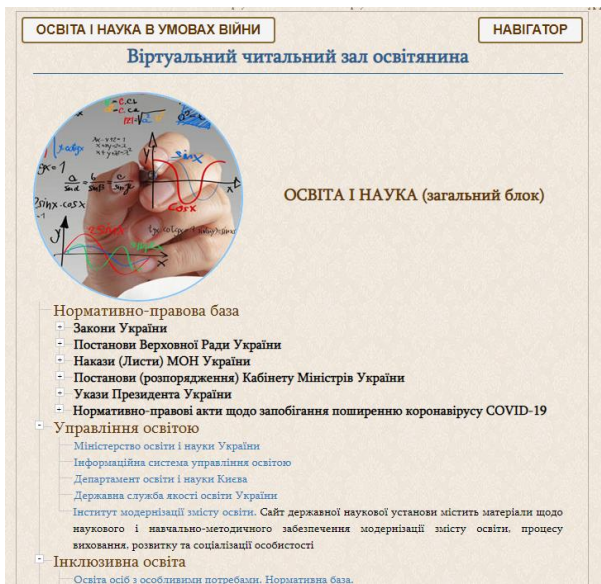 ОСВІТА І НАУКА В УМОВАХ ВІЙНИ
НАВІГАТОР
Віртуальний читальний зал освітянина
sinx
cosx
ОСВІТА І НАУКА (загальний блок)
Нормативно-правова база
Закони України
Постанови Верховної Ради України
Накази (Листи) МОН України
Постанови (розпорядження) Кабінету Міністрів України
Укази Президента України
Нормативно-правові акти щодо запобігання поширенню коронавірусу COVID-19
Управління освітою
Міністерство освіти і науки України
Інформаційна система управління освітою
Департамент освіти і науки Києва
Державна служба якості освіти України
Інститут модернізації змісту освіти. Сайт державної наукової установи містить матеріали щодо
наукового і навчально-методичного забезпечення модернізації змісту освіти, процесу
виховання, розвитку та соціалізації особистості
Інклюзивна освіта
Освіта осіб з особливими потребами. Нормативна база.